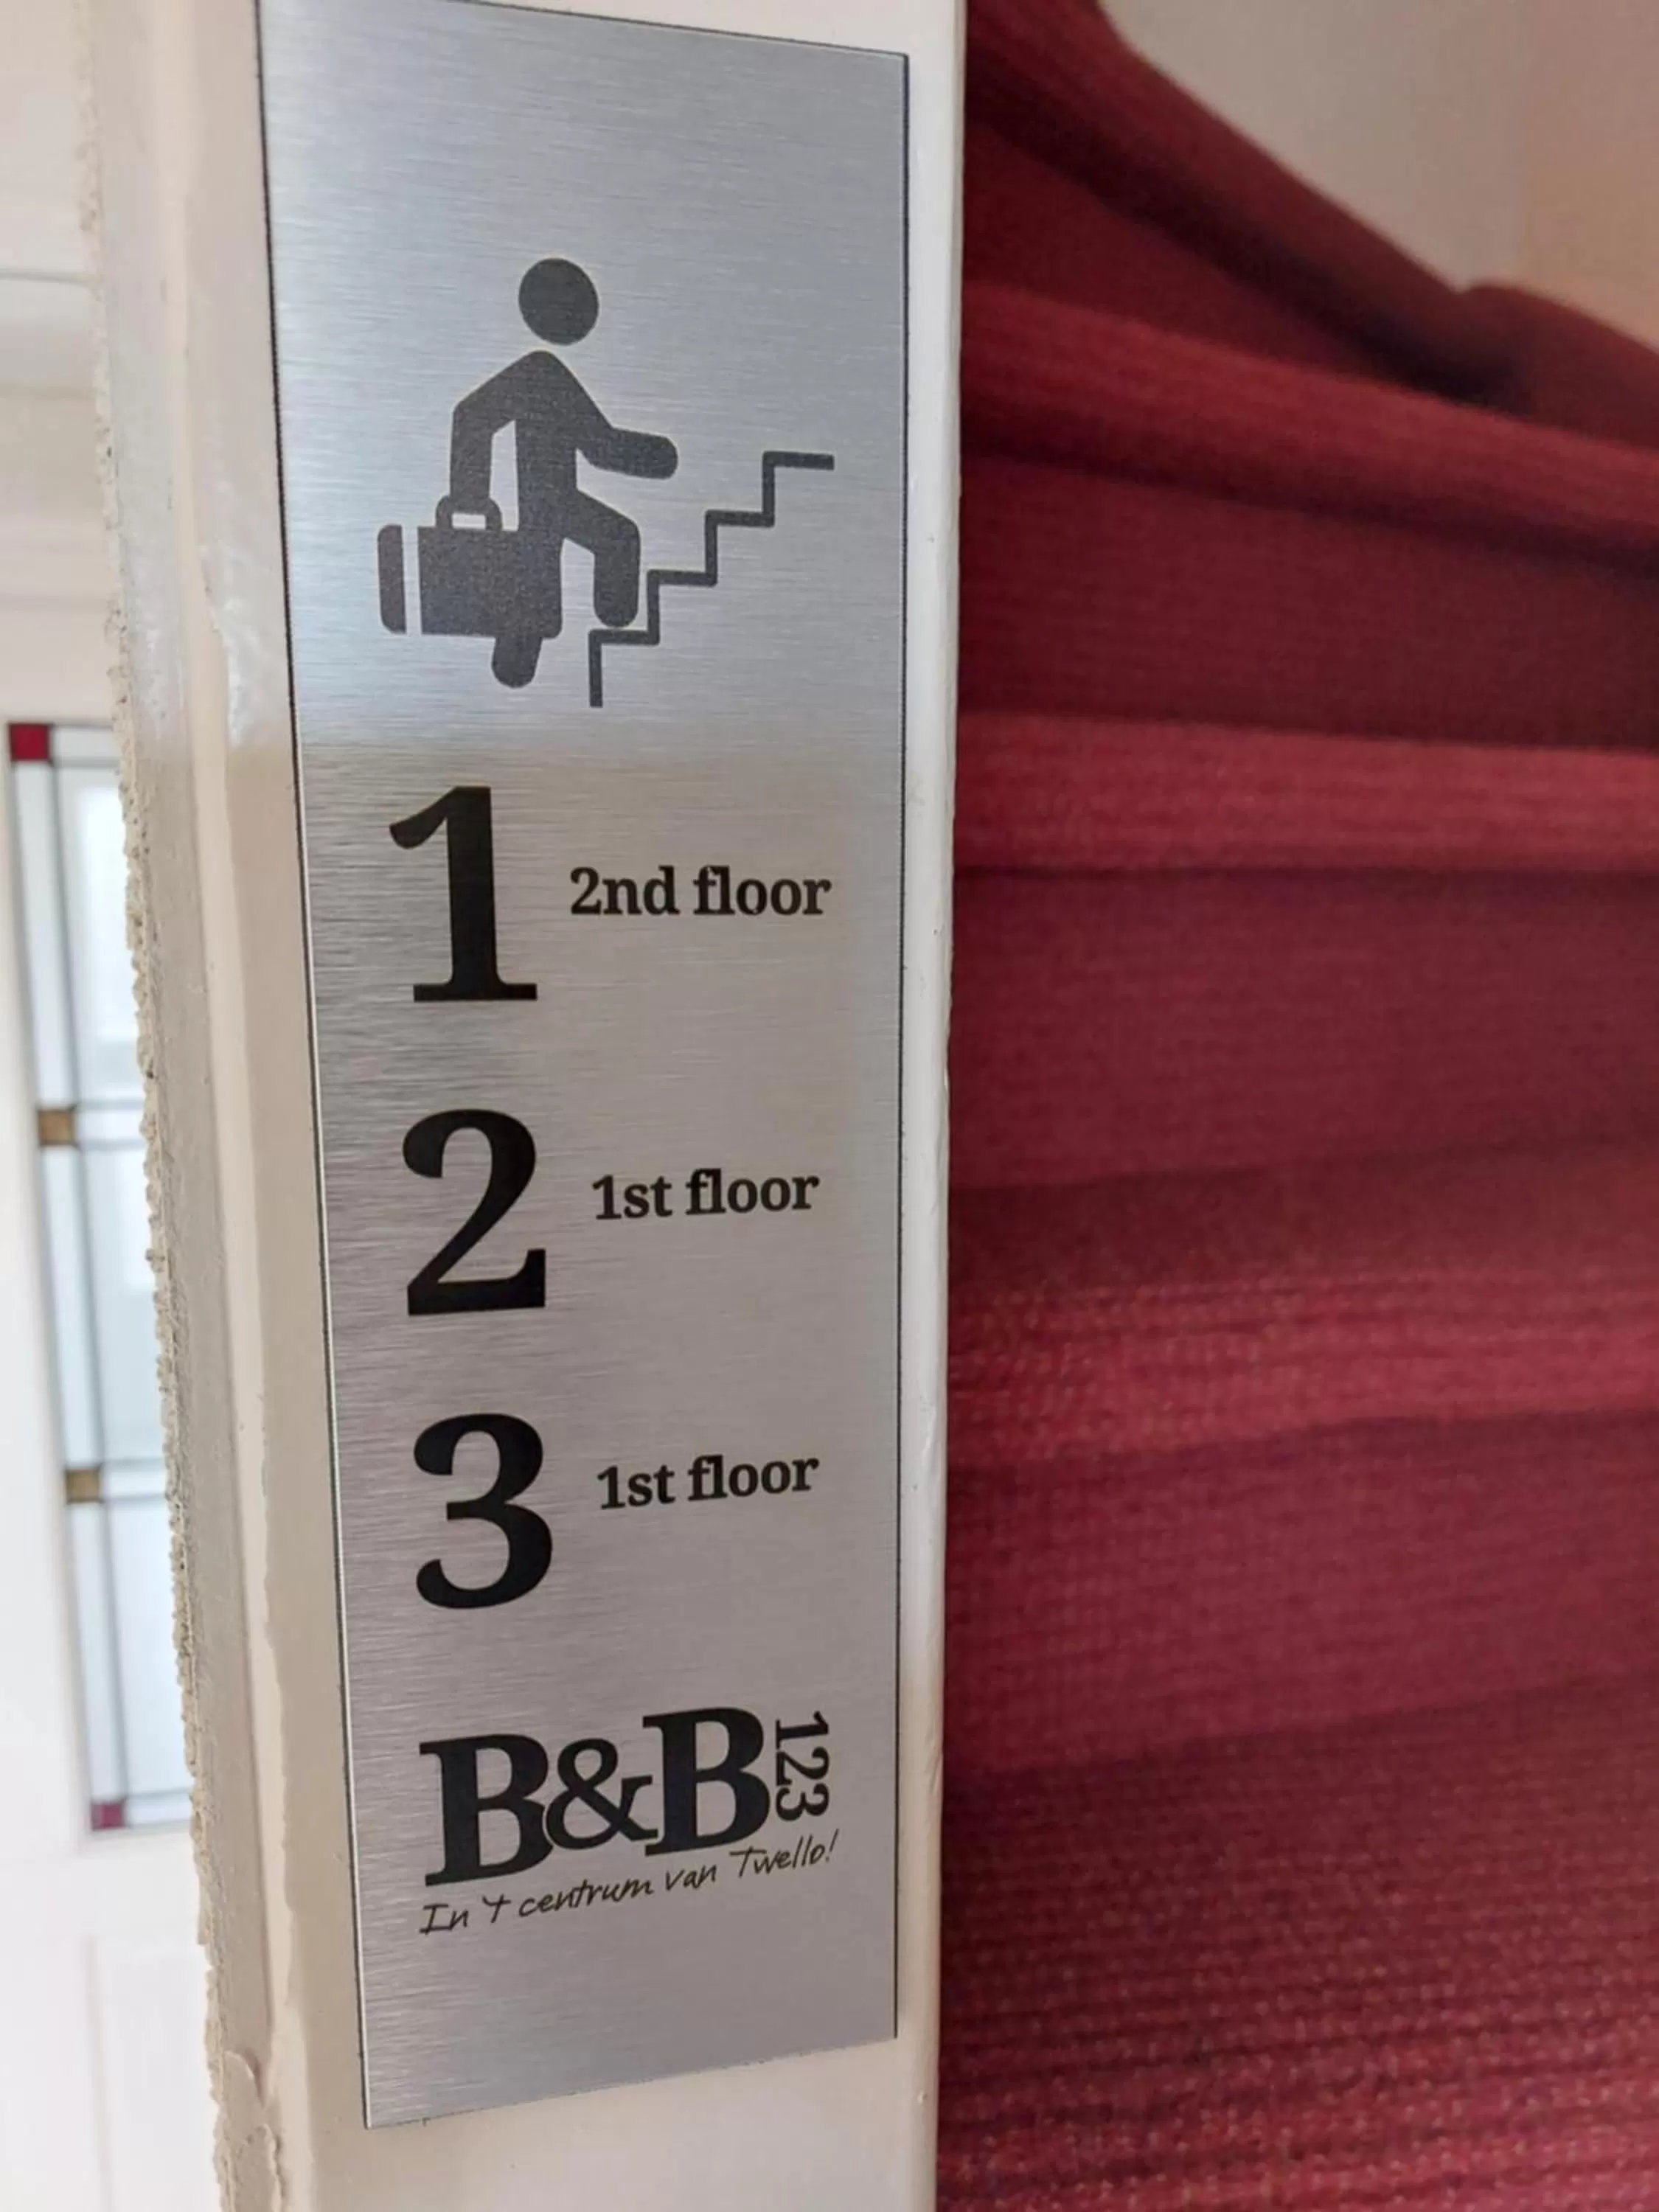 1 2nd floor
2 1st floor
3 1st floor
B&B 123
In 't centrum van Twello!